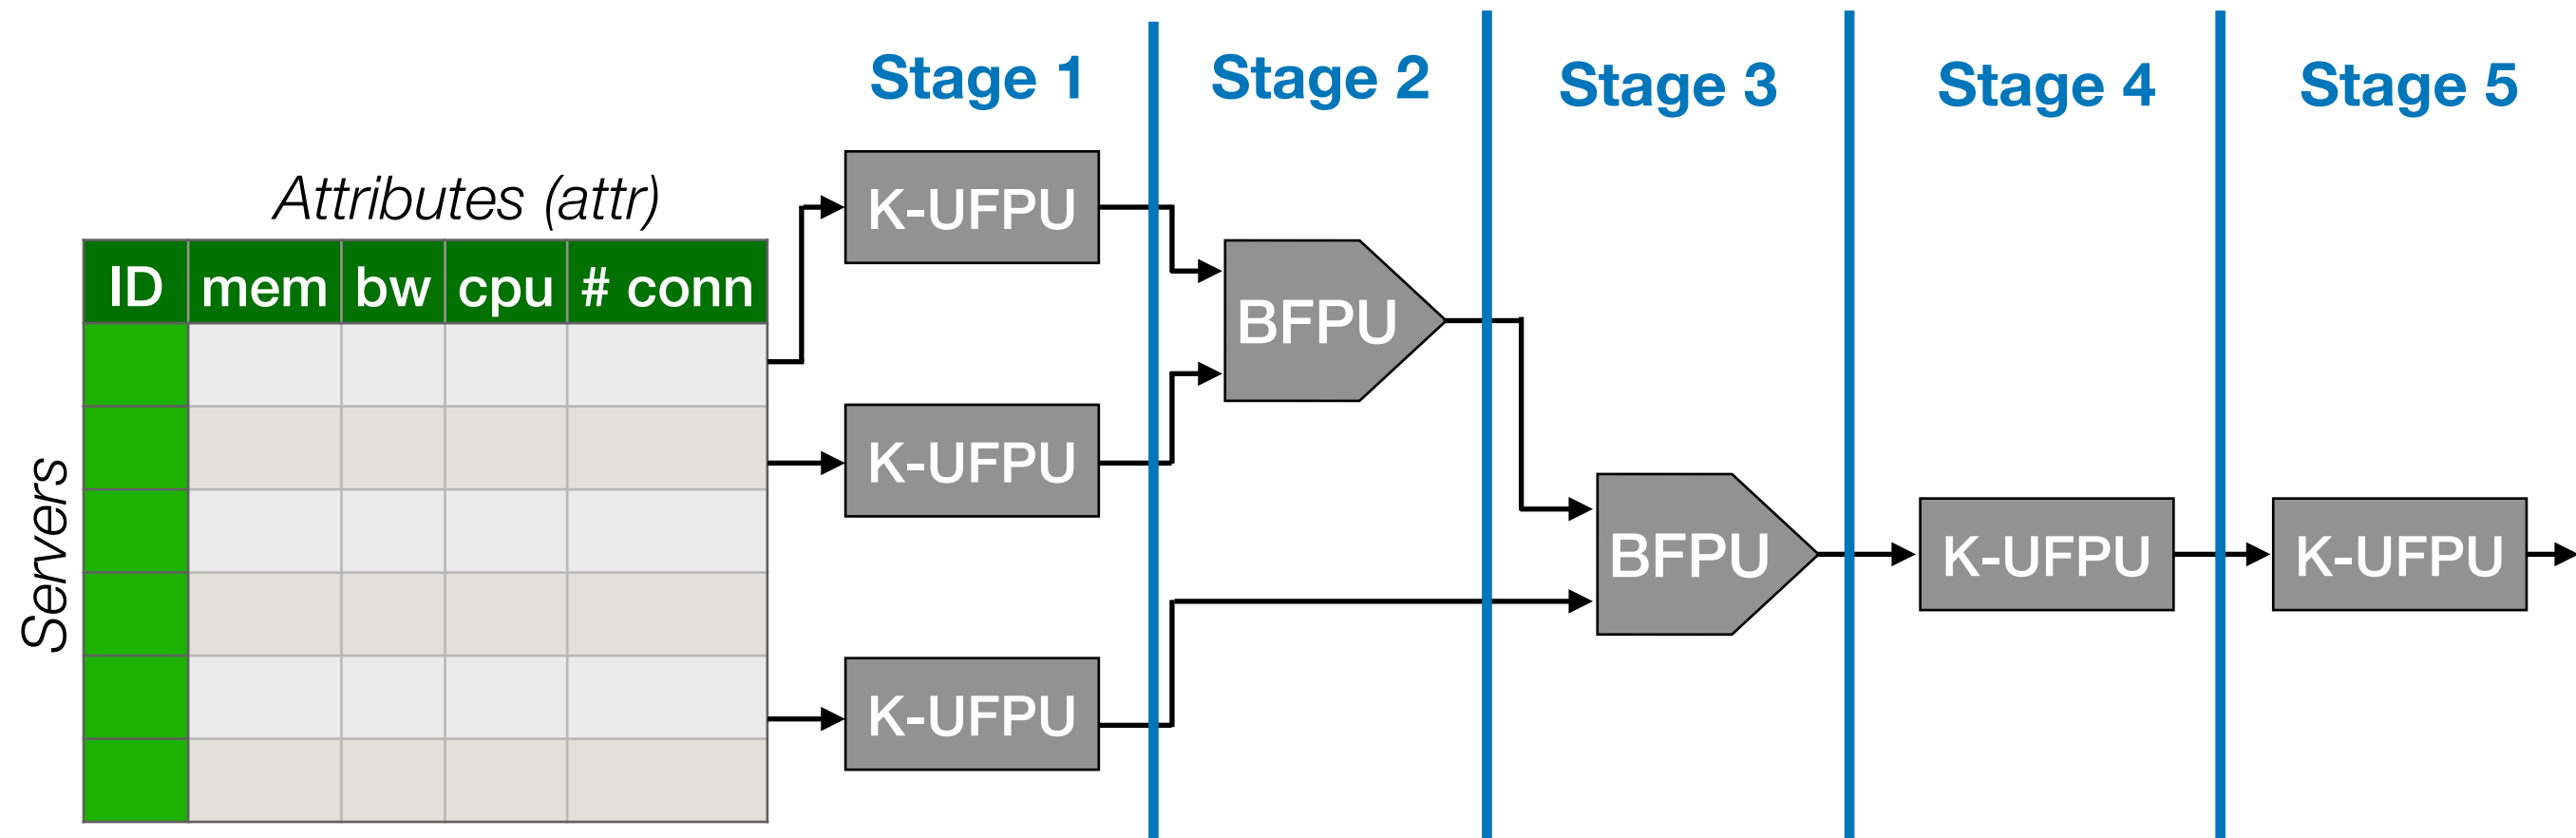 Stage 1
Stage 2
Stage 3
Stage 4
Stage 5
Attributes (attr)
ID mem bw cpu # conn
Servers
K-UFPU
K-UFPU
K-UFPU
BFPU
BFPU
K-UFPU
K-UFPU